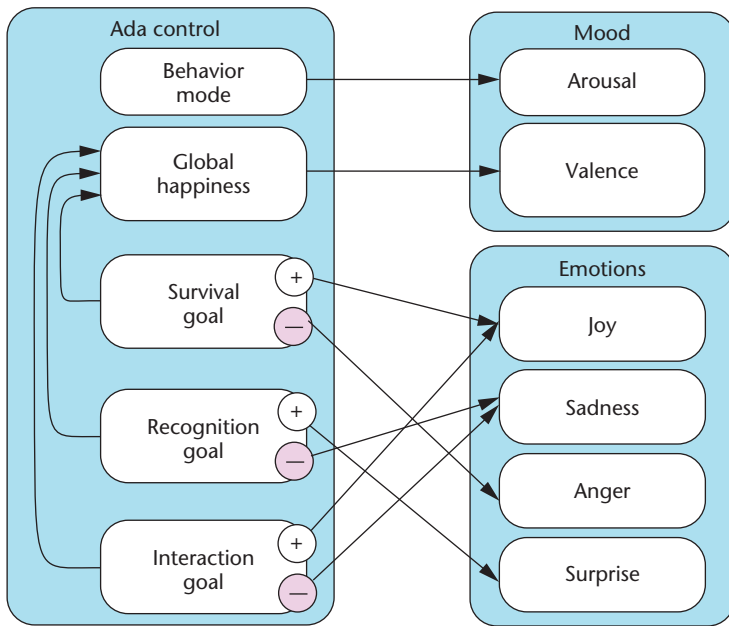 Ada control
Behavior
mode
Global
happiness
Survival
goal
+
—
Recognition
goal
+
—
Interaction
goal
+
—
Mood
Arousal
Valence
Emotions
Joy
Sadness
Anger
Surprise